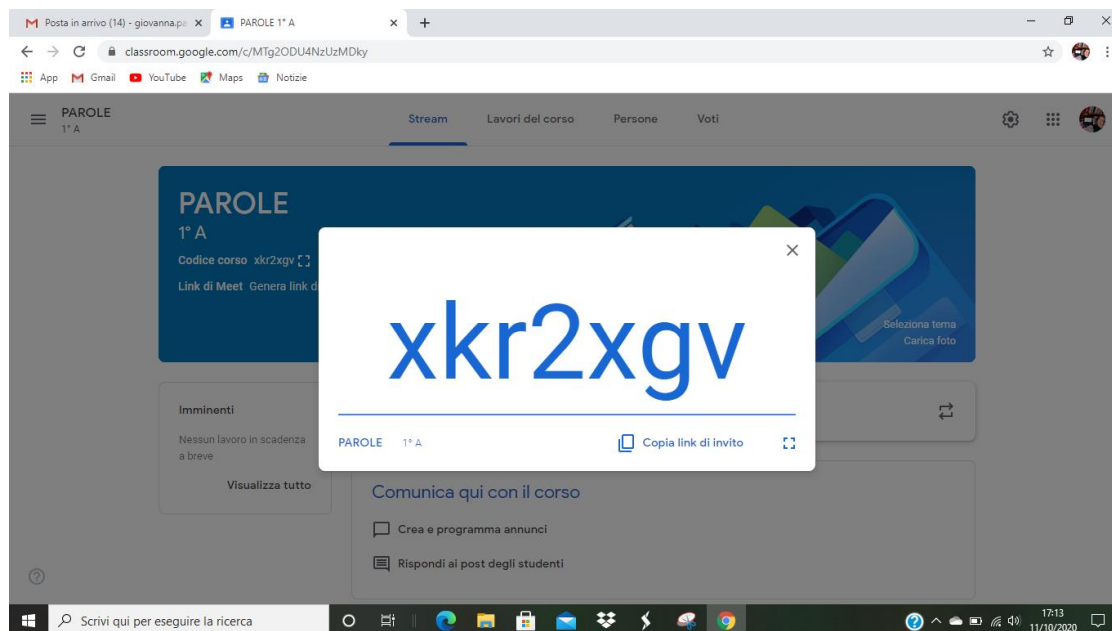 Posta in arrivo (14) - giovanna.pa
PAROLE 1° A
classroom.google.com/c/MTg2ODU4NzUzMDky
App Gmail YouTube Maps Notizie
PAROLE
1° A
Stream Lavori del corso Persone Voti
PAROLE
1° A
Codice corso xkr2xgv
Link di Meet Genera link d
Seleziona tema
Carica foto
xkr2xgv
PAROLE 1° A Copia link di invito
Imminenti
Nessun lavoro in scadenza
a breve
Visualizza tutto
Comunica qui con il corso
Crea e programma annunci
Rispondi ai post degli studenti
Scrivi qui per eseguire la ricerca
17:13
11/10/2020